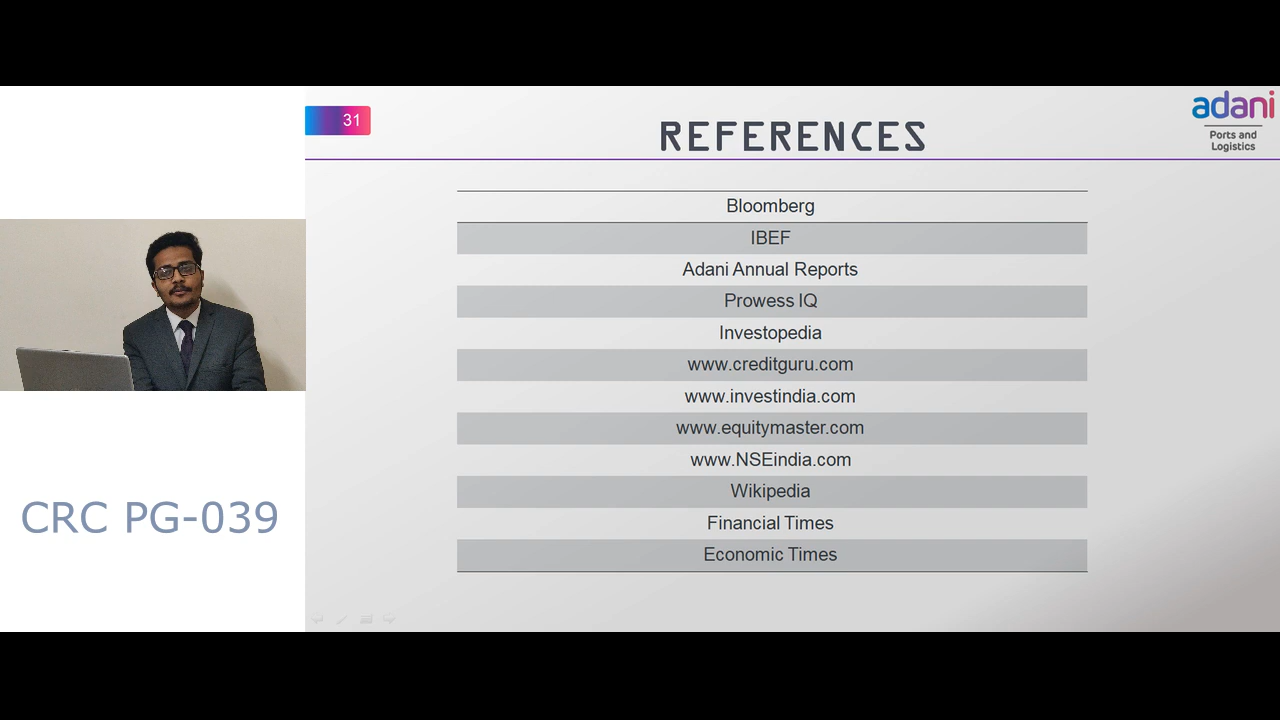 31
REFERENCES
adani
Ports and
Logistics
Bloomberg
IBEF
Adani Annual Reports
Prowess IQ
Investopedia
www.creditguru.com
www.investindia.com
www.equitymaster.com
www.NSEindia.com
Wikipedia
Financial Times
Economic Times
CRC PG-039